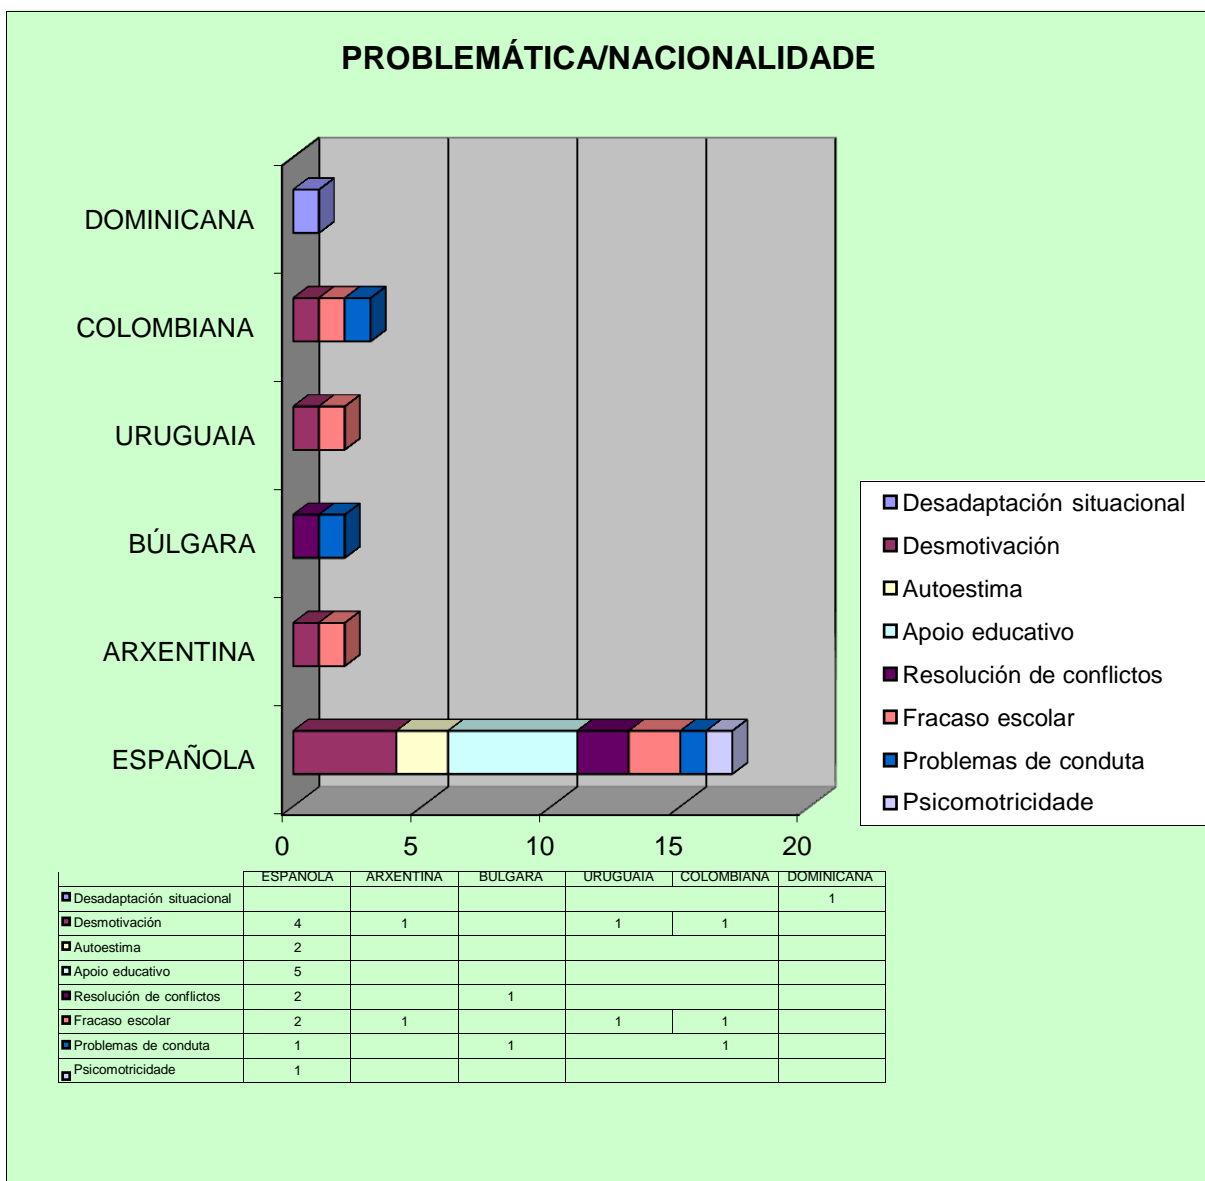 PROBLEMÁTICA/NACIONALIDADE
DOMINICANA
COLOMBIANA
URUGUAIA
BÚLGARA
ARXENTINA
ESPAÑOLA
0 5 10 15 20
Desadaptación situacional
Desmotivación
Autoestima
Apoio educativo
Resolución de conflictos
Fracaso escolar
Problemas de conduta
Psicomotricidade
ESPAÑOLA ARXENTINA BÚLGARA URUGUAIA COLOMBIANA DOMINICANA
Desadaptación situacional 1
Desmotivación 4 1 1 1
Autoestima 2
Apoio educativo 5
Resolución de conflictos 2 1
Fracaso escolar 2 1 1 1
Problemas de conduta 1 1 1
Psicomotricidade 1